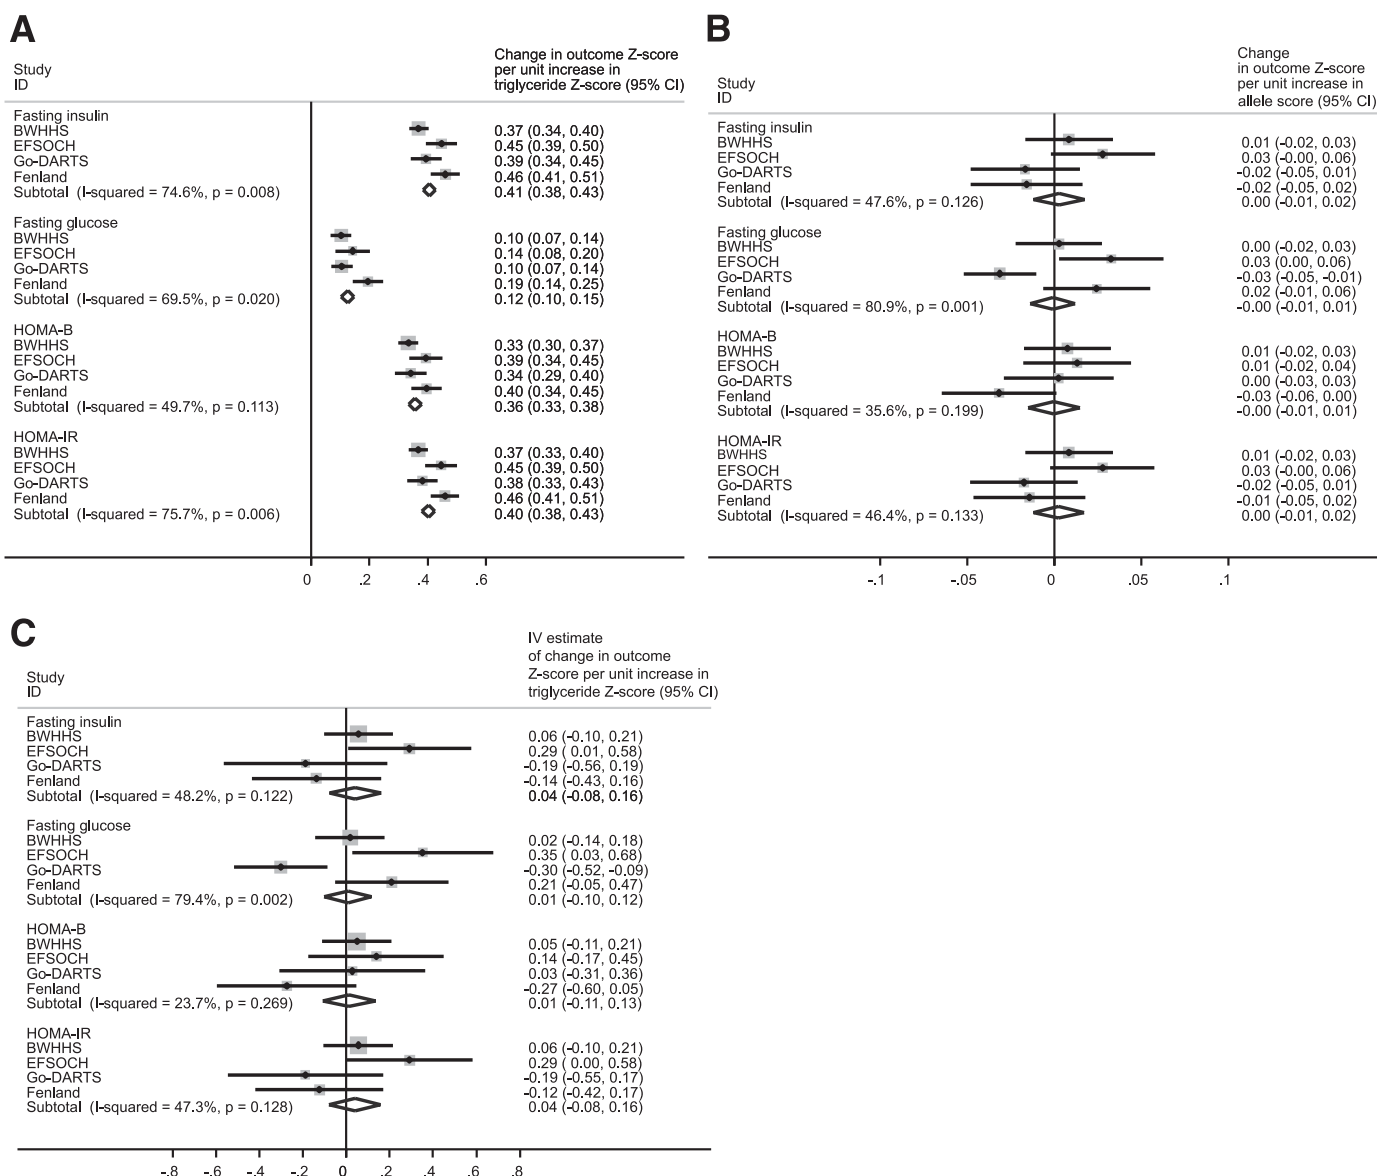 A
Study
ID
Change in outcome Z-score
per unit increase in
triglyceride Z-score (95% CI)
Fasting insulin
BWHHS 0.37 (0.34, 0.40)
EFSOCH 0.45 (0.39, 0.50)
Go-DARTS 0.39 (0.34, 0.45)
Fenland 0.46 (0.41, 0.51)
Subtotal (I-squared = 74.6%, p = 0.008) 0.41 (0.38, 0.43)
Fasting glucose
BWHHS 0.10 (0.07, 0.14)
EFSOCH 0.14 (0.08, 0.20)
Go-DARTS 0.10 (0.07, 0.14)
Fenland 0.19 (0.14, 0.25)
Subtotal (I-squared = 69.5%, p = 0.020) 0.12 (0.10, 0.15)
HOMA-B
BWHHS 0.33 (0.30, 0.37)
EFSOCH 0.39 (0.34, 0.45)
Go-DARTS 0.34 (0.29, 0.40)
Fenland 0.40 (0.34, 0.45)
Subtotal (I-squared = 49.7%, p = 0.113) 0.36 (0.33, 0.38)
HOMA-IR
BWHHS 0.37 (0.33, 0.40)
EFSOCH 0.45 (0.39, 0.50)
Go-DARTS 0.38 (0.33, 0.43)
Fenland 0.46 (0.41, 0.51)
Subtotal (I-squared = 75.7%, p = 0.006) 0.40 (0.38, 0.43)
0 .2 .4 .6
B
Study
ID
Change
in outcome Z-score
per unit increase in
allele score (95% CI)
Fasting insulin
BWHHS 0.01 (-0.02, 0.03)
EFSOCH 0.03 (-0.00, 0.06)
Go-DARTS -0.02 (-0.05, 0.01)
Fenland -0.02 (-0.05, 0.02)
Subtotal (I-squared = 47.6%, p = 0.126) 0.00 (-0.01, 0.02)
Fasting glucose
BWHHS 0.00 (-0.02, 0.03)
EFSOCH 0.03 (0.00, 0.06)
Go-DARTS -0.03 (-0.05, -0.01)
Fenland 0.02 (-0.01, 0.06)
Subtotal (I-squared = 80.9%, p = 0.001) -0.00 (-0.01, 0.01)
HOMA-B
BWHHS 0.01 (-0.02, 0.03)
EFSOCH 0.01 (-0.02, 0.04)
Go-DARTS 0.00 (-0.03, 0.03)
Fenland -0.03 (-0.06, 0.00)
Subtotal (I-squared = 35.6%, p = 0.199) -0.00 (-0.01, 0.01)
HOMA-IR
BWHHS 0.01 (-0.02, 0.03)
EFSOCH 0.03 (-0.00, 0.06)
Go-DARTS -0.02 (-0.05, 0.01)
Fenland -0.01 (-0.05, 0.02)
Subtotal (I-squared = 46.4%, p = 0.133) 0.00 (-0.01, 0.02)
-.1 -.05 0 .05 .1
C
Study
ID
IV estimate
of change in outcome
Z-score per unit increase in
triglyceride Z-score (95% CI)
Fasting insulin
BWHHS 0.06 (-0.10, 0.21)
EFSOCH 0.29 ( 0.01, 0.58)
Go-DARTS -0.19 (-0.56, 0.19)
Fenland -0.14 (-0.43, 0.16)
Subtotal (I-squared = 48.2%, p = 0.122) 0.04 (-0.08, 0.16)
Fasting glucose
BWHHS 0.02 (-0.14, 0.18)
EFSOCH 0.35 ( 0.03, 0.68)
Go-DARTS -0.30 (-0.52, -0.09)
Fenland 0.21 (-0.05, 0.47)
Subtotal (I-squared = 79.4%, p = 0.002) 0.01 (-0.10, 0.12)
HOMA-B
BWHHS 0.05 (-0.11, 0.21)
EFSOCH 0.14 (-0.17, 0.45)
Go-DARTS 0.03 (-0.31, 0.36)
Fenland -0.27 (-0.60, 0.05)
Subtotal (I-squared = 23.7%, p = 0.269) 0.01 (-0.11, 0.13)
HOMA-IR
BWHHS 0.06 (-0.10, 0.21)
EFSOCH 0.29 ( 0.00, 0.58)
Go-DARTS -0.19 (-0.55, 0.17)
Fenland -0.12 (-0.42, 0.17)
Subtotal (I-squared = 47.3%, p = 0.128) 0.04 (-0.08, 0.16)
-.8 -.6 -.4 -.2 0 .2 .4 .6 .8